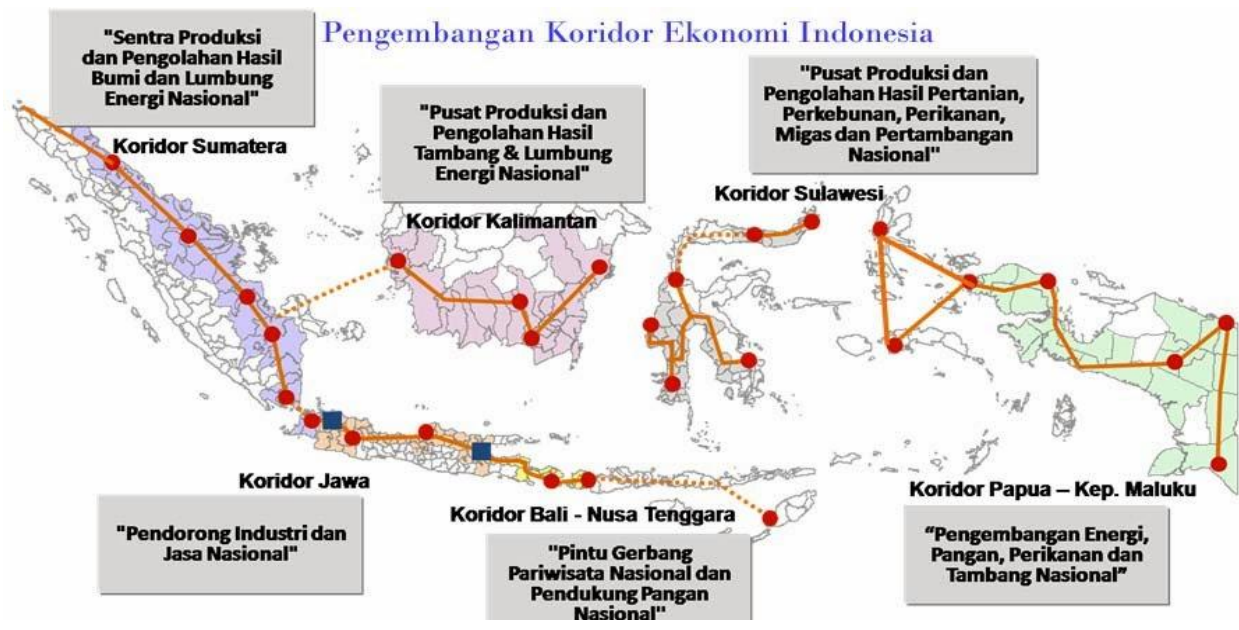 Pengembangan Koridor Ekonomi Indonesia
"Sentra Produksi
dan Pengolahan Hasil
Bumi dan Lumbung
Energi Nasional"
Koridor Sumatera
"Pusat Produksi dan
Pengolahan Hasil
Tambang & Lumbung
Energi Nasional"
Koridor Kalimantan
"Pusat Produksi dan
Pengolahan Hasil Pertanian,
Perkebunan, Perikanan,
Migas dan Pertambangan
Nasional"
Koridor Sulawesi
Koridor Jawa
"Pendorong Industri dan
Jasa Nasional"
Koridor Bali - Nusa Tenggara
"Pintu Gerbang
Pariwisata Nasional dan
Pendukung Pangan
Nasional"
Koridor Papua – Kep. Maluku
“Pengembangan Energi,
Pangan, Perikanan dan
Tambang Nasional”